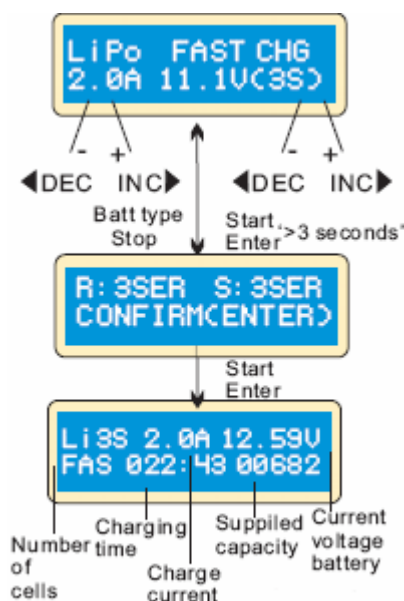 LiPo FAST CHG
2.0A 11.1V(3S)
- + - +
◀DEC INC▶ ◀DEC INC▶
Batt type
Stop
Start
Enter ">3 seconds"
R:3SER S:3SER
CONFIRM(ENTER)
Start
Enter
Li3S 2.0A 12.59V
FAS 022:43 00682
Number
of
cells
Charging
time
Charge
current
Suppiled
capacity
Current
voltage
battery